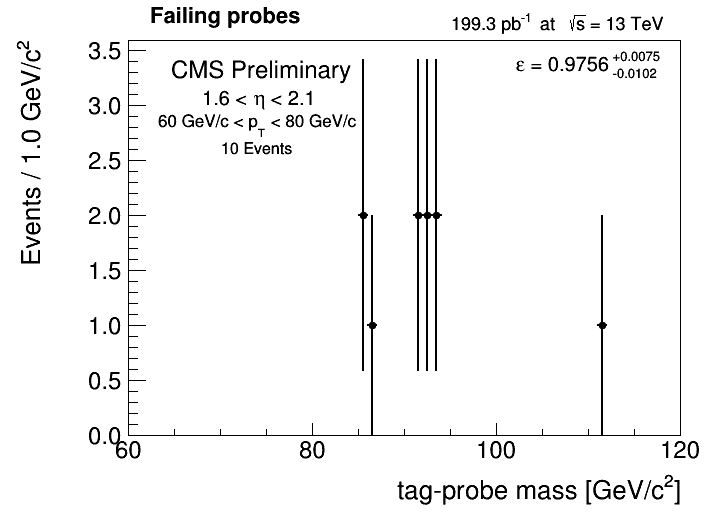 Failing probes
199.3 pb⁻¹ at √s = 13 TeV
CMS Preliminary
ε = 0.9756 +0.0075 -0.0102
1.6 < η < 2.1
60 GeV/c < p_T < 80 GeV/c
10 Events
Events / 1.0 GeV/c²
3.5
3.0
2.5
2.0
1.5
1.0
0.5
0.0
60 80 100 120
tag-probe mass [GeV/c²]